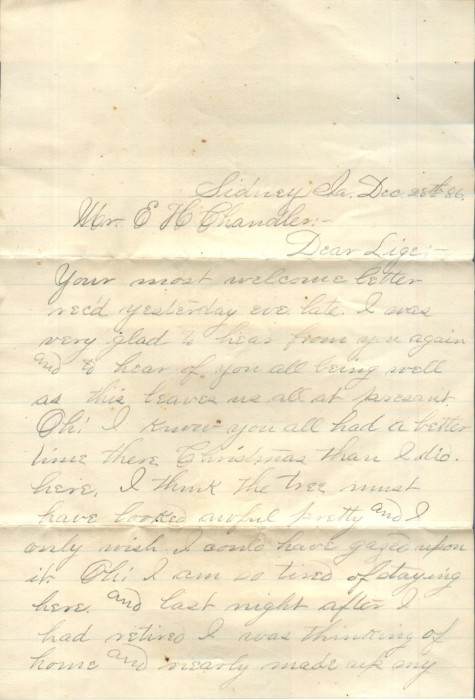 Sidney Ia. Dec 28th 86.
Mr. E H Chandler:-
Dear Lige:-
Your most welcome letter
rec'd yesterday eve late. I was
very glad to hear from you again
and to hear of you all being well
as this leaves us all at presant
Oh! I know you all had a better
time there Christmas than I did.
here. I think the tree must
have looked awful pretty and I
only wish I could have gazed upon
it. Oh! I am so tired of staying
here. and last night after I
had retired I was thinking of
home and nearly made up my